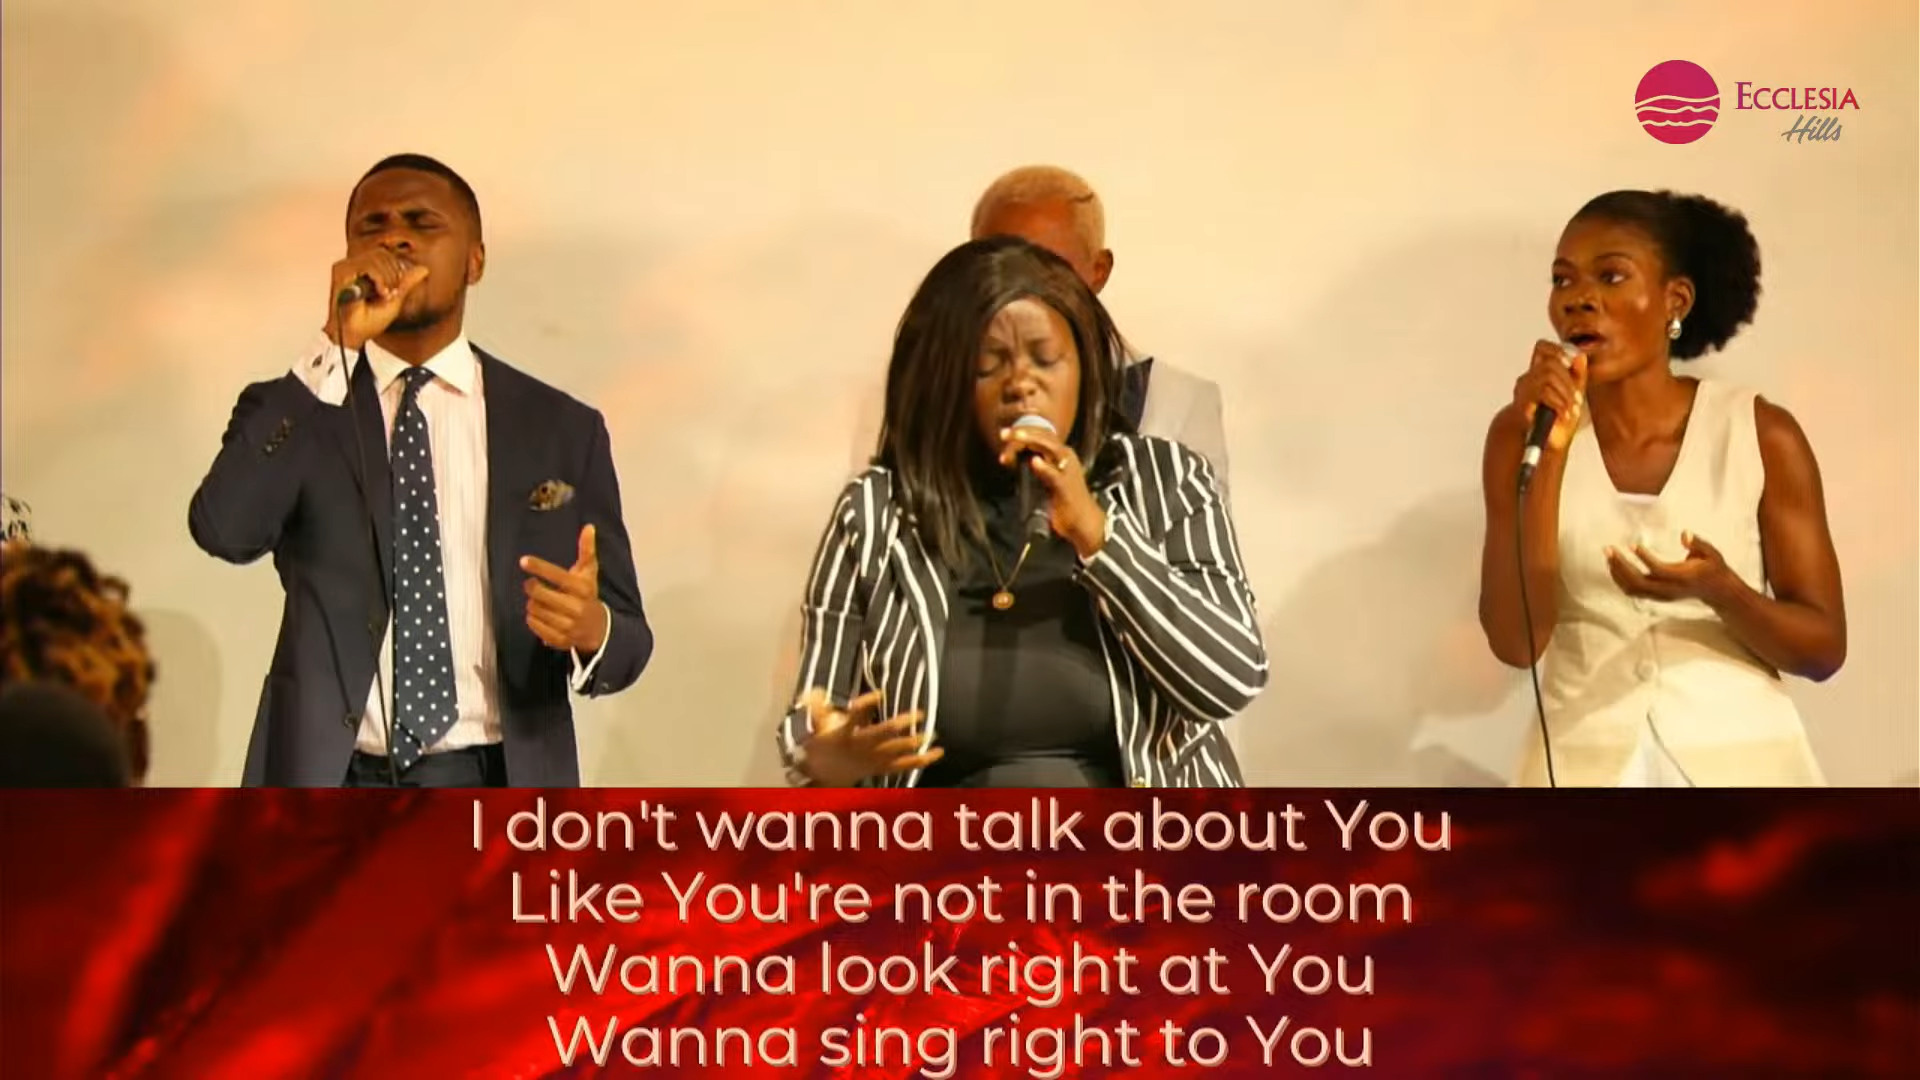 ECCLESIA
Hills
I don't wanna talk about You
Like You're not in the room
Wanna look right at You
Wanna sing right to You